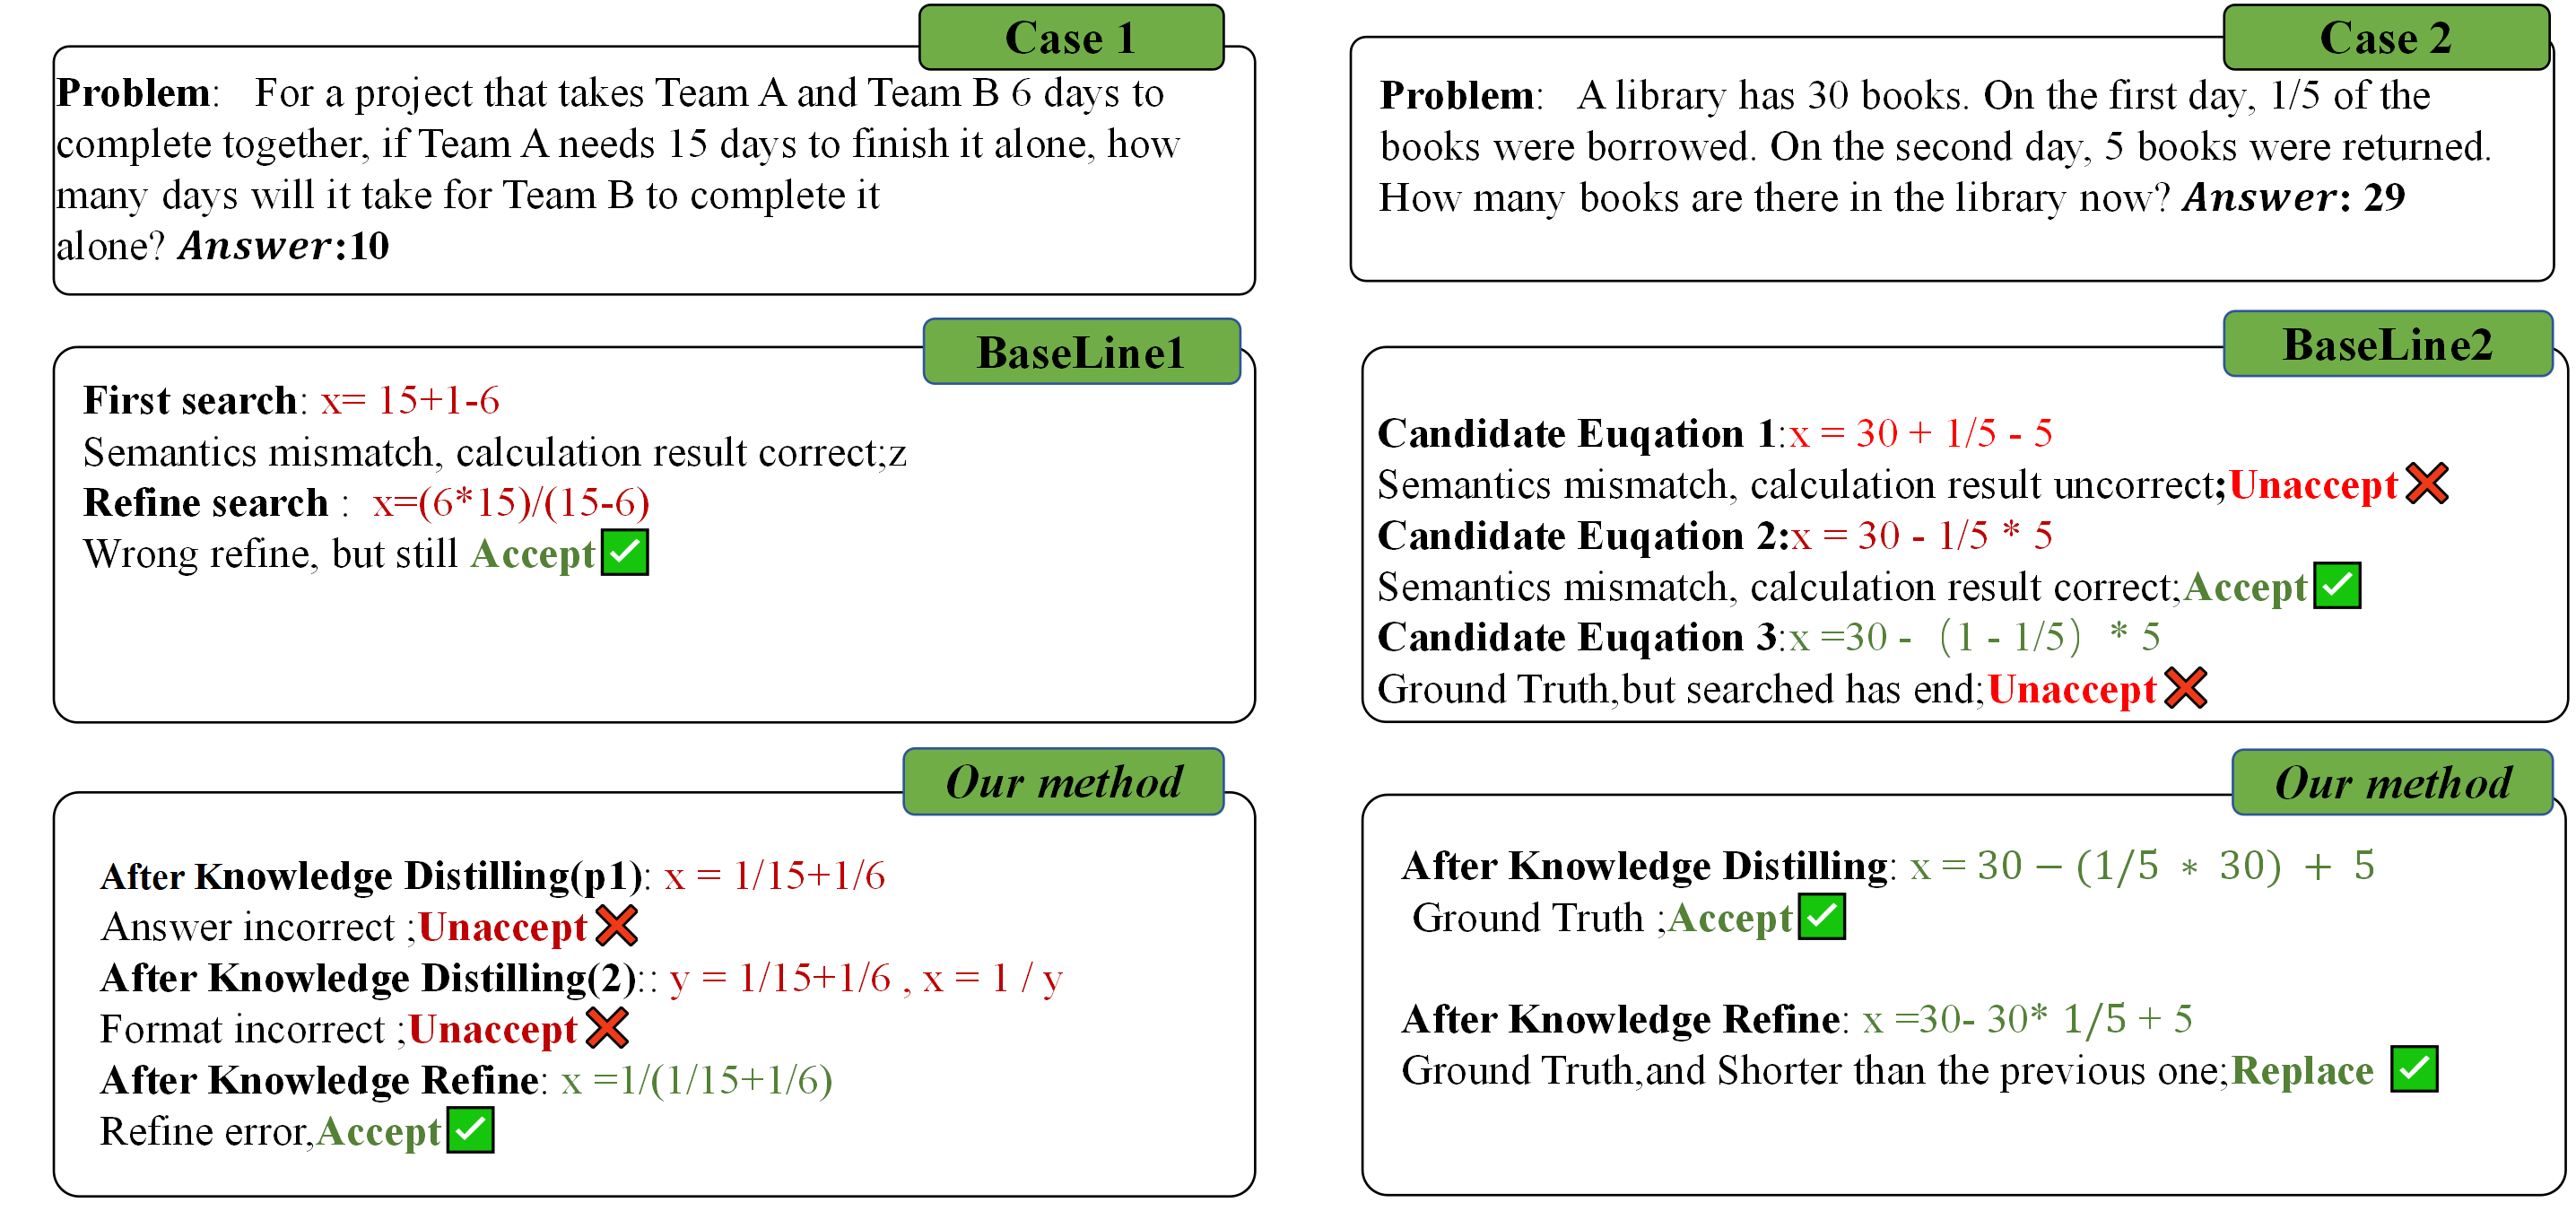 Case 1
Problem: For a project that takes Team A and Team B 6 days to
complete together, if Team A needs 15 days to finish it alone, how
many days will it take for Team B to complete it
alone? Answer:10
Case 2
Problem: A library has 30 books. On the first day, 1/5 of the
books were borrowed. On the second day, 5 books were returned.
How many books are there in the library now? Answer: 29
BaseLine1
First search: x= 15+1-6
Semantics mismatch, calculation result correct;z
Refine search : x=(6*15)/(15-6)
Wrong refine, but still Accept
BaseLine2
Candidate Euqation 1:x = 30 + 1/5 - 5
Semantics mismatch, calculation result uncorrect;Unaccept
Candidate Euqation 2:x = 30 - 1/5 * 5
Semantics mismatch, calculation result correct;Accept
Candidate Euqation 3:x =30 - （1 - 1/5） * 5
Ground Truth,but searched has end;Unaccept
Our method
After Knowledge Distilling(p1): x = 1/15+1/6
Answer incorrect ;Unaccept
After Knowledge Distilling(2):: y = 1/15+1/6 , x = 1 / y
Format incorrect ;Unaccept
After Knowledge Refine: x =1/(1/15+1/6)
Refine error,Accept
Our method
After Knowledge Distilling: x = 30 − (1/5 ∗ 30) + 5
Ground Truth ;Accept
After Knowledge Refine: x =30- 30* 1/5 + 5
Ground Truth,and Shorter than the previous one;Replace